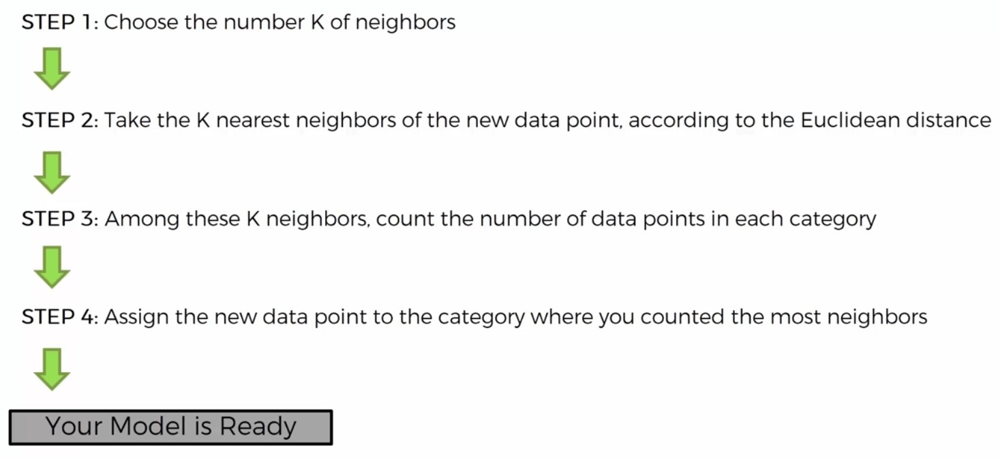 STEP 1: Choose the number K of neighbors
STEP 2: Take the K nearest neighbors of the new data point, according to the Euclidean distance
STEP 3: Among these K neighbors, count the number of data points in each category
STEP 4: Assign the new data point to the category where you counted the most neighbors
Your Model is Ready